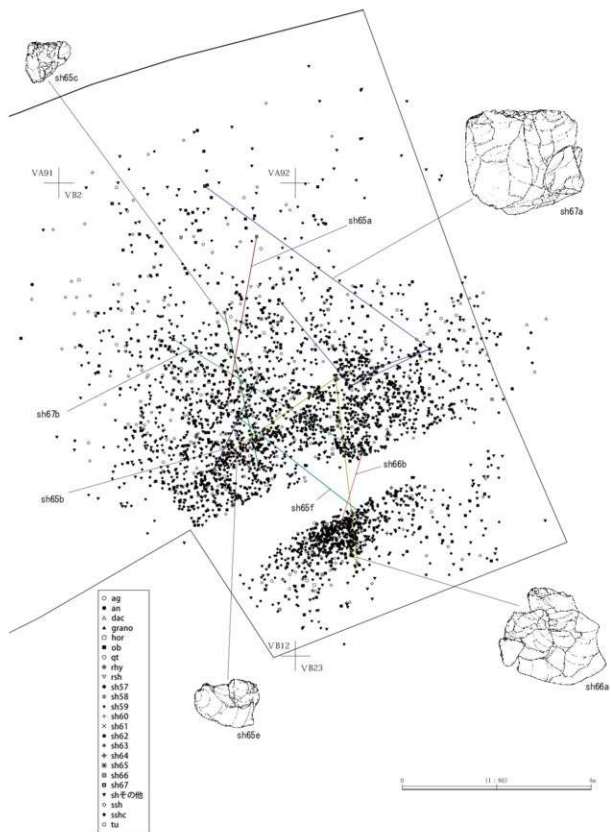 sh65c
VA91
VB2
VA92
sh67a
sh65a
sh67b
sh65b
sh66b
sh65f
VB12
VB23
sh66a
sh65e
ag
an
dac
grano
hor
ob
qt
rhy
rsh
sh57
sh58
sh59
sh60
sh61
sh62
sh63
sh64
sh65
sh66
sh67
shその他
ssh
sshc
tu
0 (1 : 80) 4m